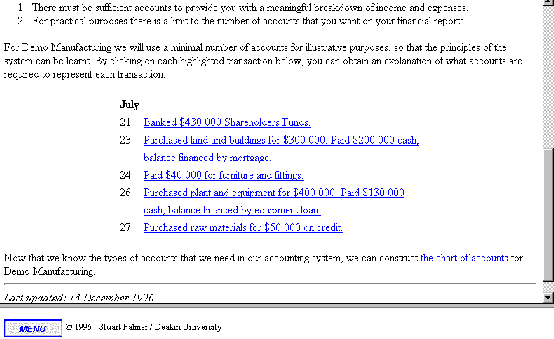 1 There must be sufficient accounts to provide you with a meaningful breakdown of income and expenses.
2 For practical purposes there is a limit to the number of accounts that you want on your financial reports
For Demo Manufacturing we will use a minimal number of accounts for illustrative purposes, so that the principles of the
system can be learnt. By clicking on each highlighted transaction below, you can obtain an explanation of what accounts are
required to represent each transaction.
July
21 Banked $430 000 Shareholders Funds.
23 Purchased land and buildings for $300 000. Paid $200 000 cash,
balance financed by mortgage.
24 Paid $40 000 for furniture and fittings.
26 Purchased plant and equipment for $400 000. Paid $130 000
cash, balance financed by
loan
27 Purchased raw materials for $50 000 on credit.
Now that we know the types of accounts that we need in our accounting system, we can construct the chart of accounts for
Demo Manufacturing.
Last updated: 14 December 1996
MENU © 1996 Stuart Palmer / Deakin University